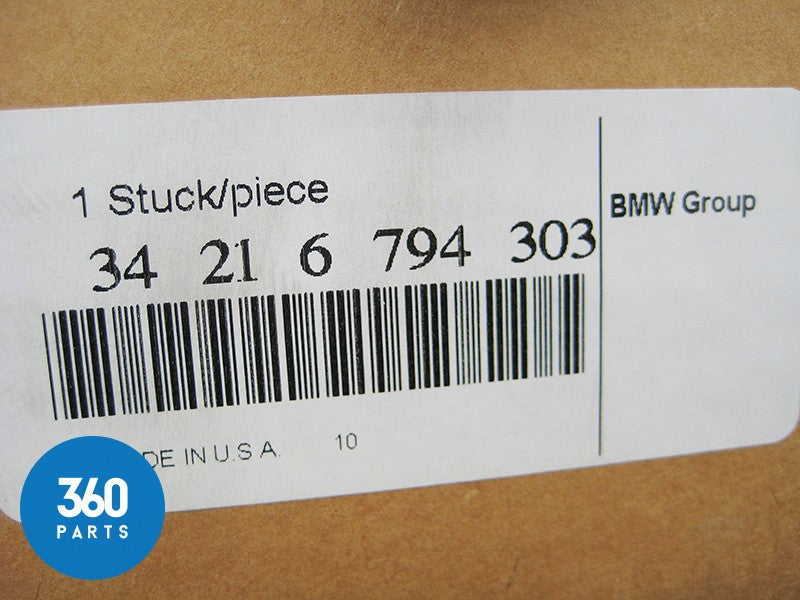 1 Stuck/piece
BMW Group
34 21 6 794 303
DE IN U.S A. 10
360
PARTS